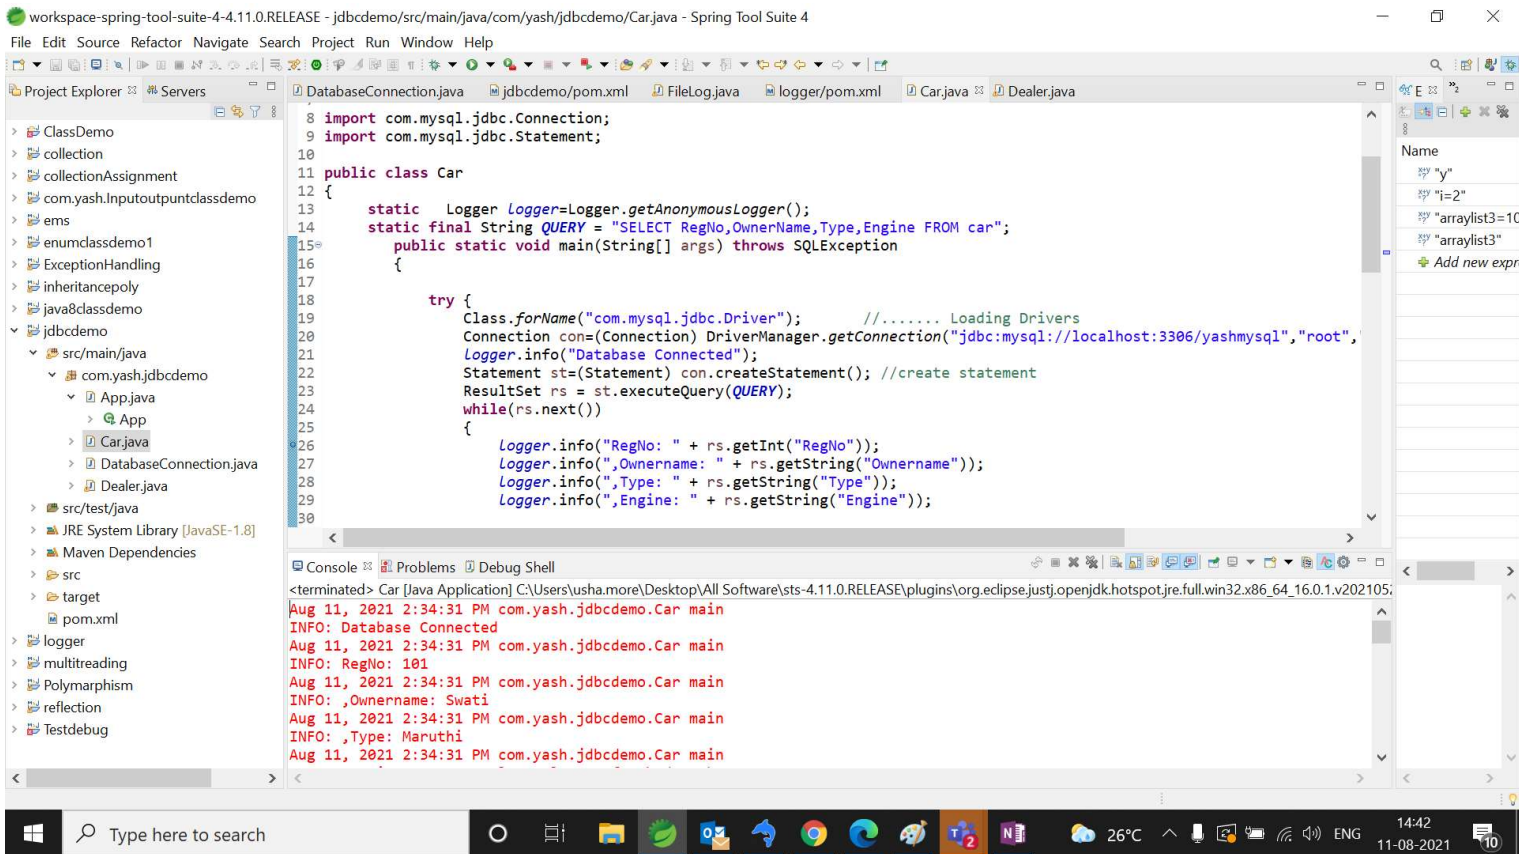 workspace-spring-tool-suite-4-4.11.0.RELEASE - jdbcdemo/src/main/java/com/yash/jdbcdemo/Car.java - Spring Tool Suite 4
File Edit Source Refactor Navigate Search Project Run Window Help
Project Explorer Servers
ClassDemo
collection
collectionAssignment
com.yash.Inputoutpuntclassdemo
ems
enumclassdemo1
ExceptionHandling
inheritancepoly
java8classdemo
jdbcdemo
src/main/java
com.yash.jdbcdemo
App.java
App
Car.java
DatabaseConnection.java
Dealer.java
src/test/java
JRE System Library [JavaSE-1.8]
Maven Dependencies
src
target
pom.xml
logger
multitreading
Polymarphism
reflection
Testdebug
DatabaseConnection.java jdbcdemo/pom.xml FileLog.java logger/pom.xml Car.java Dealer.java
8 import com.mysql.jdbc.Connection;
9 import com.mysql.jdbc.Statement;
10
11 public class Car
12 {
13 static Logger logger=Logger.getAnonymousLogger();
14 static final String QUERY = "SELECT RegNo,OwnerName,Type,Engine FROM car";
15 public static void main(String[] args) throws SQLException
16 {
17
18 try {
19 Class.forName("com.mysql.jdbc.Driver"); //....... Loading Drivers
20 Connection con=(Connection) DriverManager.getConnection("jdbc:mysql://localhost:3306/yashmysql","root",
21 logger.info("Database Connected");
22 Statement st=(Statement) con.createStatement(); //create statement
23 ResultSet rs = st.executeQuery(QUERY);
24 while(rs.next())
25 {
26 logger.info("RegNo: " + rs.getInt("RegNo"));
27 logger.info(",Ownername: " + rs.getString("Ownername"));
28 logger.info(",Type: " + rs.getString("Type"));
29 logger.info(",Engine: " + rs.getString("Engine"));
30
E
Name
"y"
"i=2"
"arraylist3=10
"arraylist3"
Add new expr
Console Problems Debug Shell
<terminated> Car [Java Application] C:\Users\usha.more\Desktop\All Software\sts-4.11.0.RELEASE\plugins\org.eclipse.justj.openjdk.hotspot.jre.full.win32.x86_64_16.0.1.v202105
Aug 11, 2021 2:34:31 PM com.yash.jdbcdemo.Car main
INFO: Database Connected
Aug 11, 2021 2:34:31 PM com.yash.jdbcdemo.Car main
INFO: RegNo: 101
Aug 11, 2021 2:34:31 PM com.yash.jdbcdemo.Car main
INFO: ,Ownername: Swati
Aug 11, 2021 2:34:31 PM com.yash.jdbcdemo.Car main
INFO: ,Type: Maruthi
Aug 11, 2021 2:34:31 PM com.yash.jdbcdemo.Car main
Type here to search
26°C
ENG
14:42
11-08-2021
10